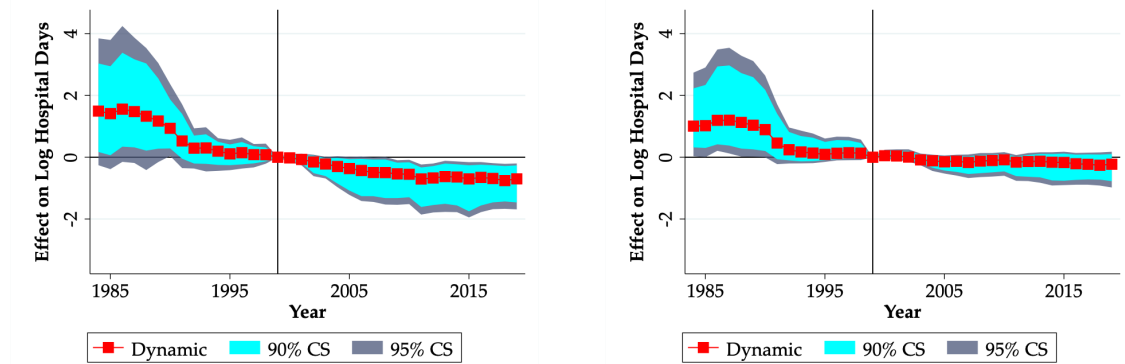 Effect on Log Hospital Days
4
2
0
-2
1985 1995 2005 2015
Year
Dynamic 90% CS 95% CS
Effect on Log Hospital Days
4
2
0
-2
1985 1995 2005 2015
Year
Dynamic 90% CS 95% CS